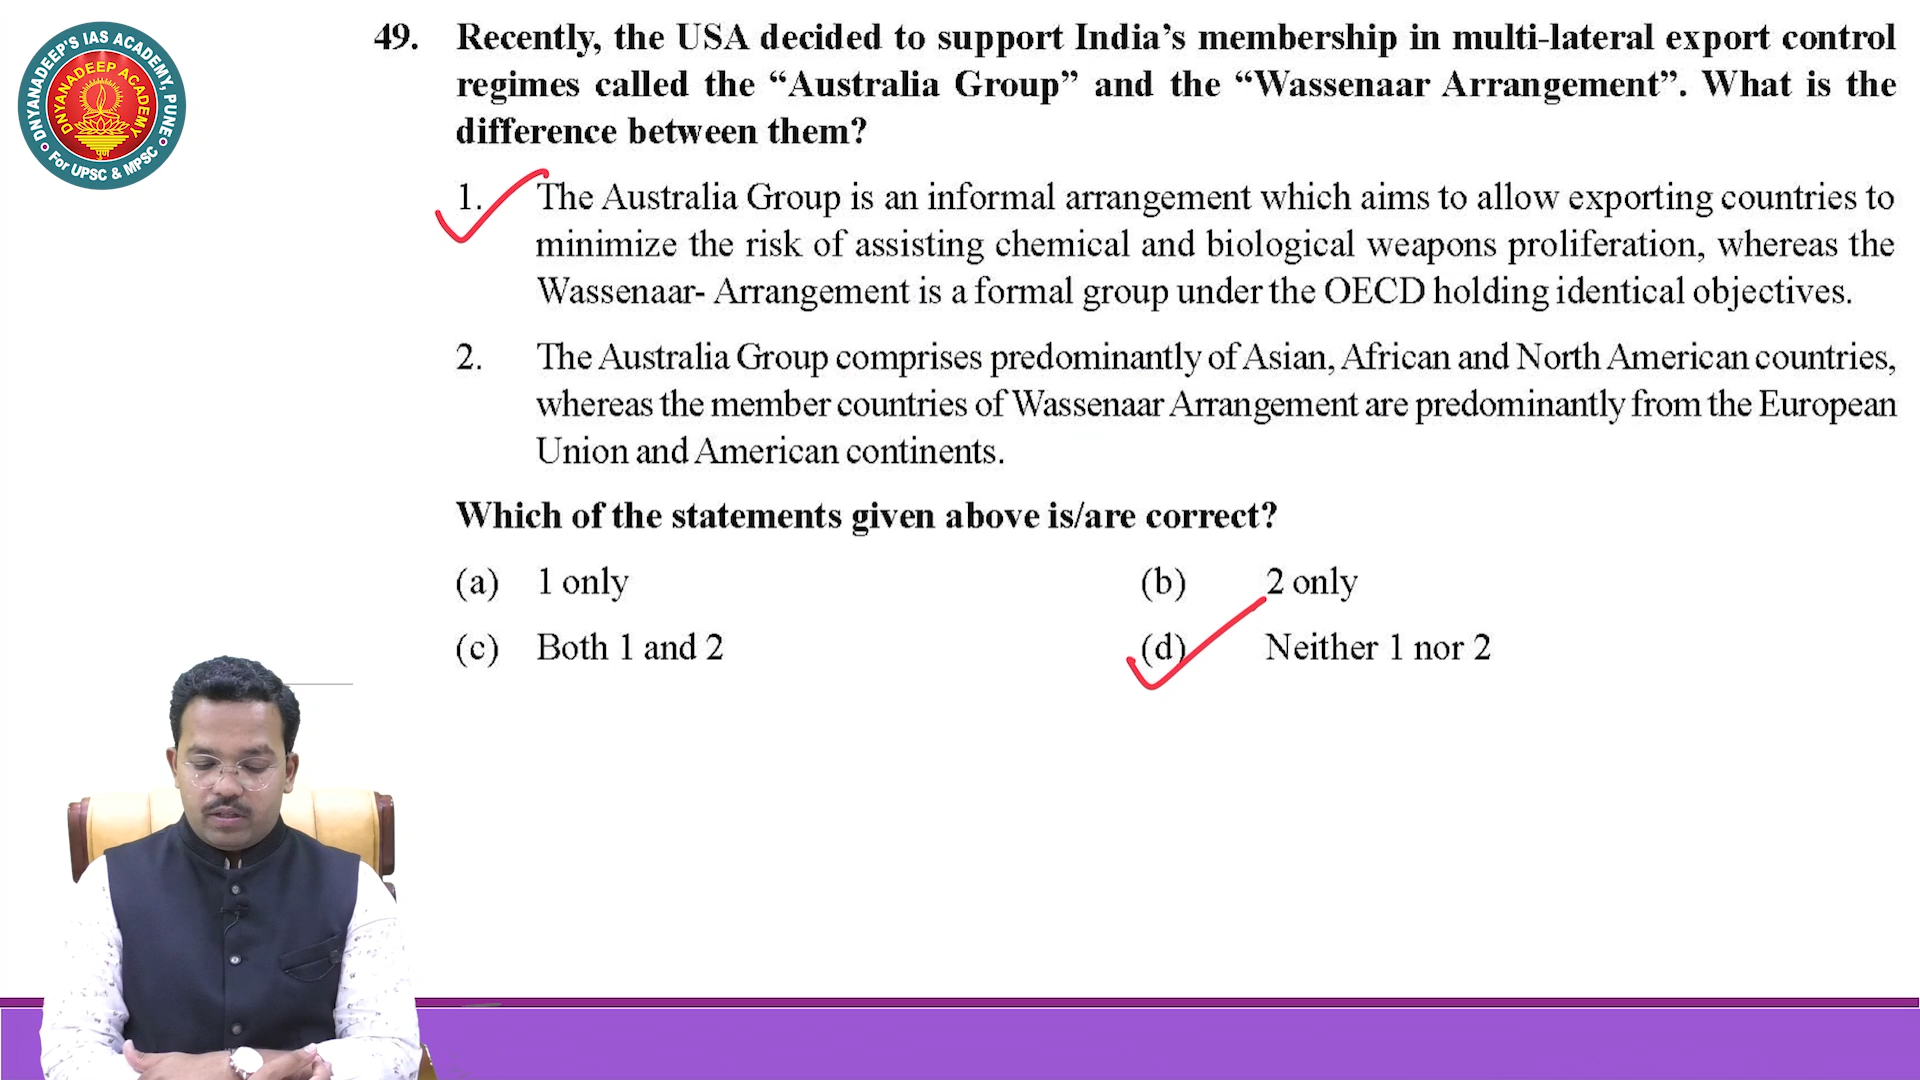 DNYANADEEP'S IAS ACADEMY, PUNE
DNYANADEEP ACADEMY
पुणे
For UPSC & MPSC
49. Recently, the USA decided to support India’s membership in multi-lateral export control
regimes called the “Australia Group” and the “Wassenaar Arrangement”. What is the
difference between them?
1. The Australia Group is an informal arrangement which aims to allow exporting countries to
minimize the risk of assisting chemical and biological weapons proliferation, whereas the
Wassenaar- Arrangement is a formal group under the OECD holding identical objectives.
2. The Australia Group comprises predominantly of Asian, African and North American countries,
whereas the member countries of Wassenaar Arrangement are predominantly from the European
Union and American continents.
Which of the statements given above is/are correct?
(a) 1 only (b) 2 only
(c) Both 1 and 2 (d) Neither 1 nor 2